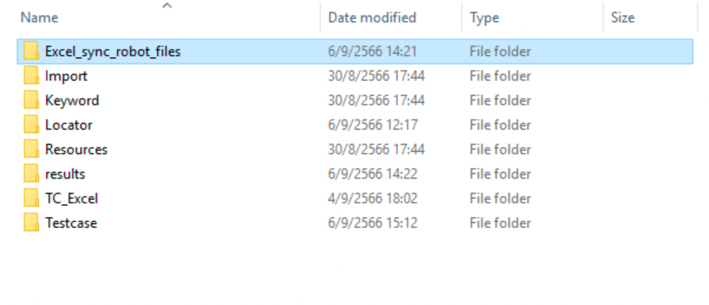 Name Date modified Type Size
Excel_sync_robot_files 6/9/2566 14:21 File folder
Import 30/8/2566 17:44 File folder
Keyword 30/8/2566 17:44 File folder
Locator 6/9/2566 12:17 File folder
Resources 30/8/2566 17:44 File folder
results 6/9/2566 14:22 File folder
TC_Excel 4/9/2566 18:02 File folder
Testcase 6/9/2566 15:12 File folder